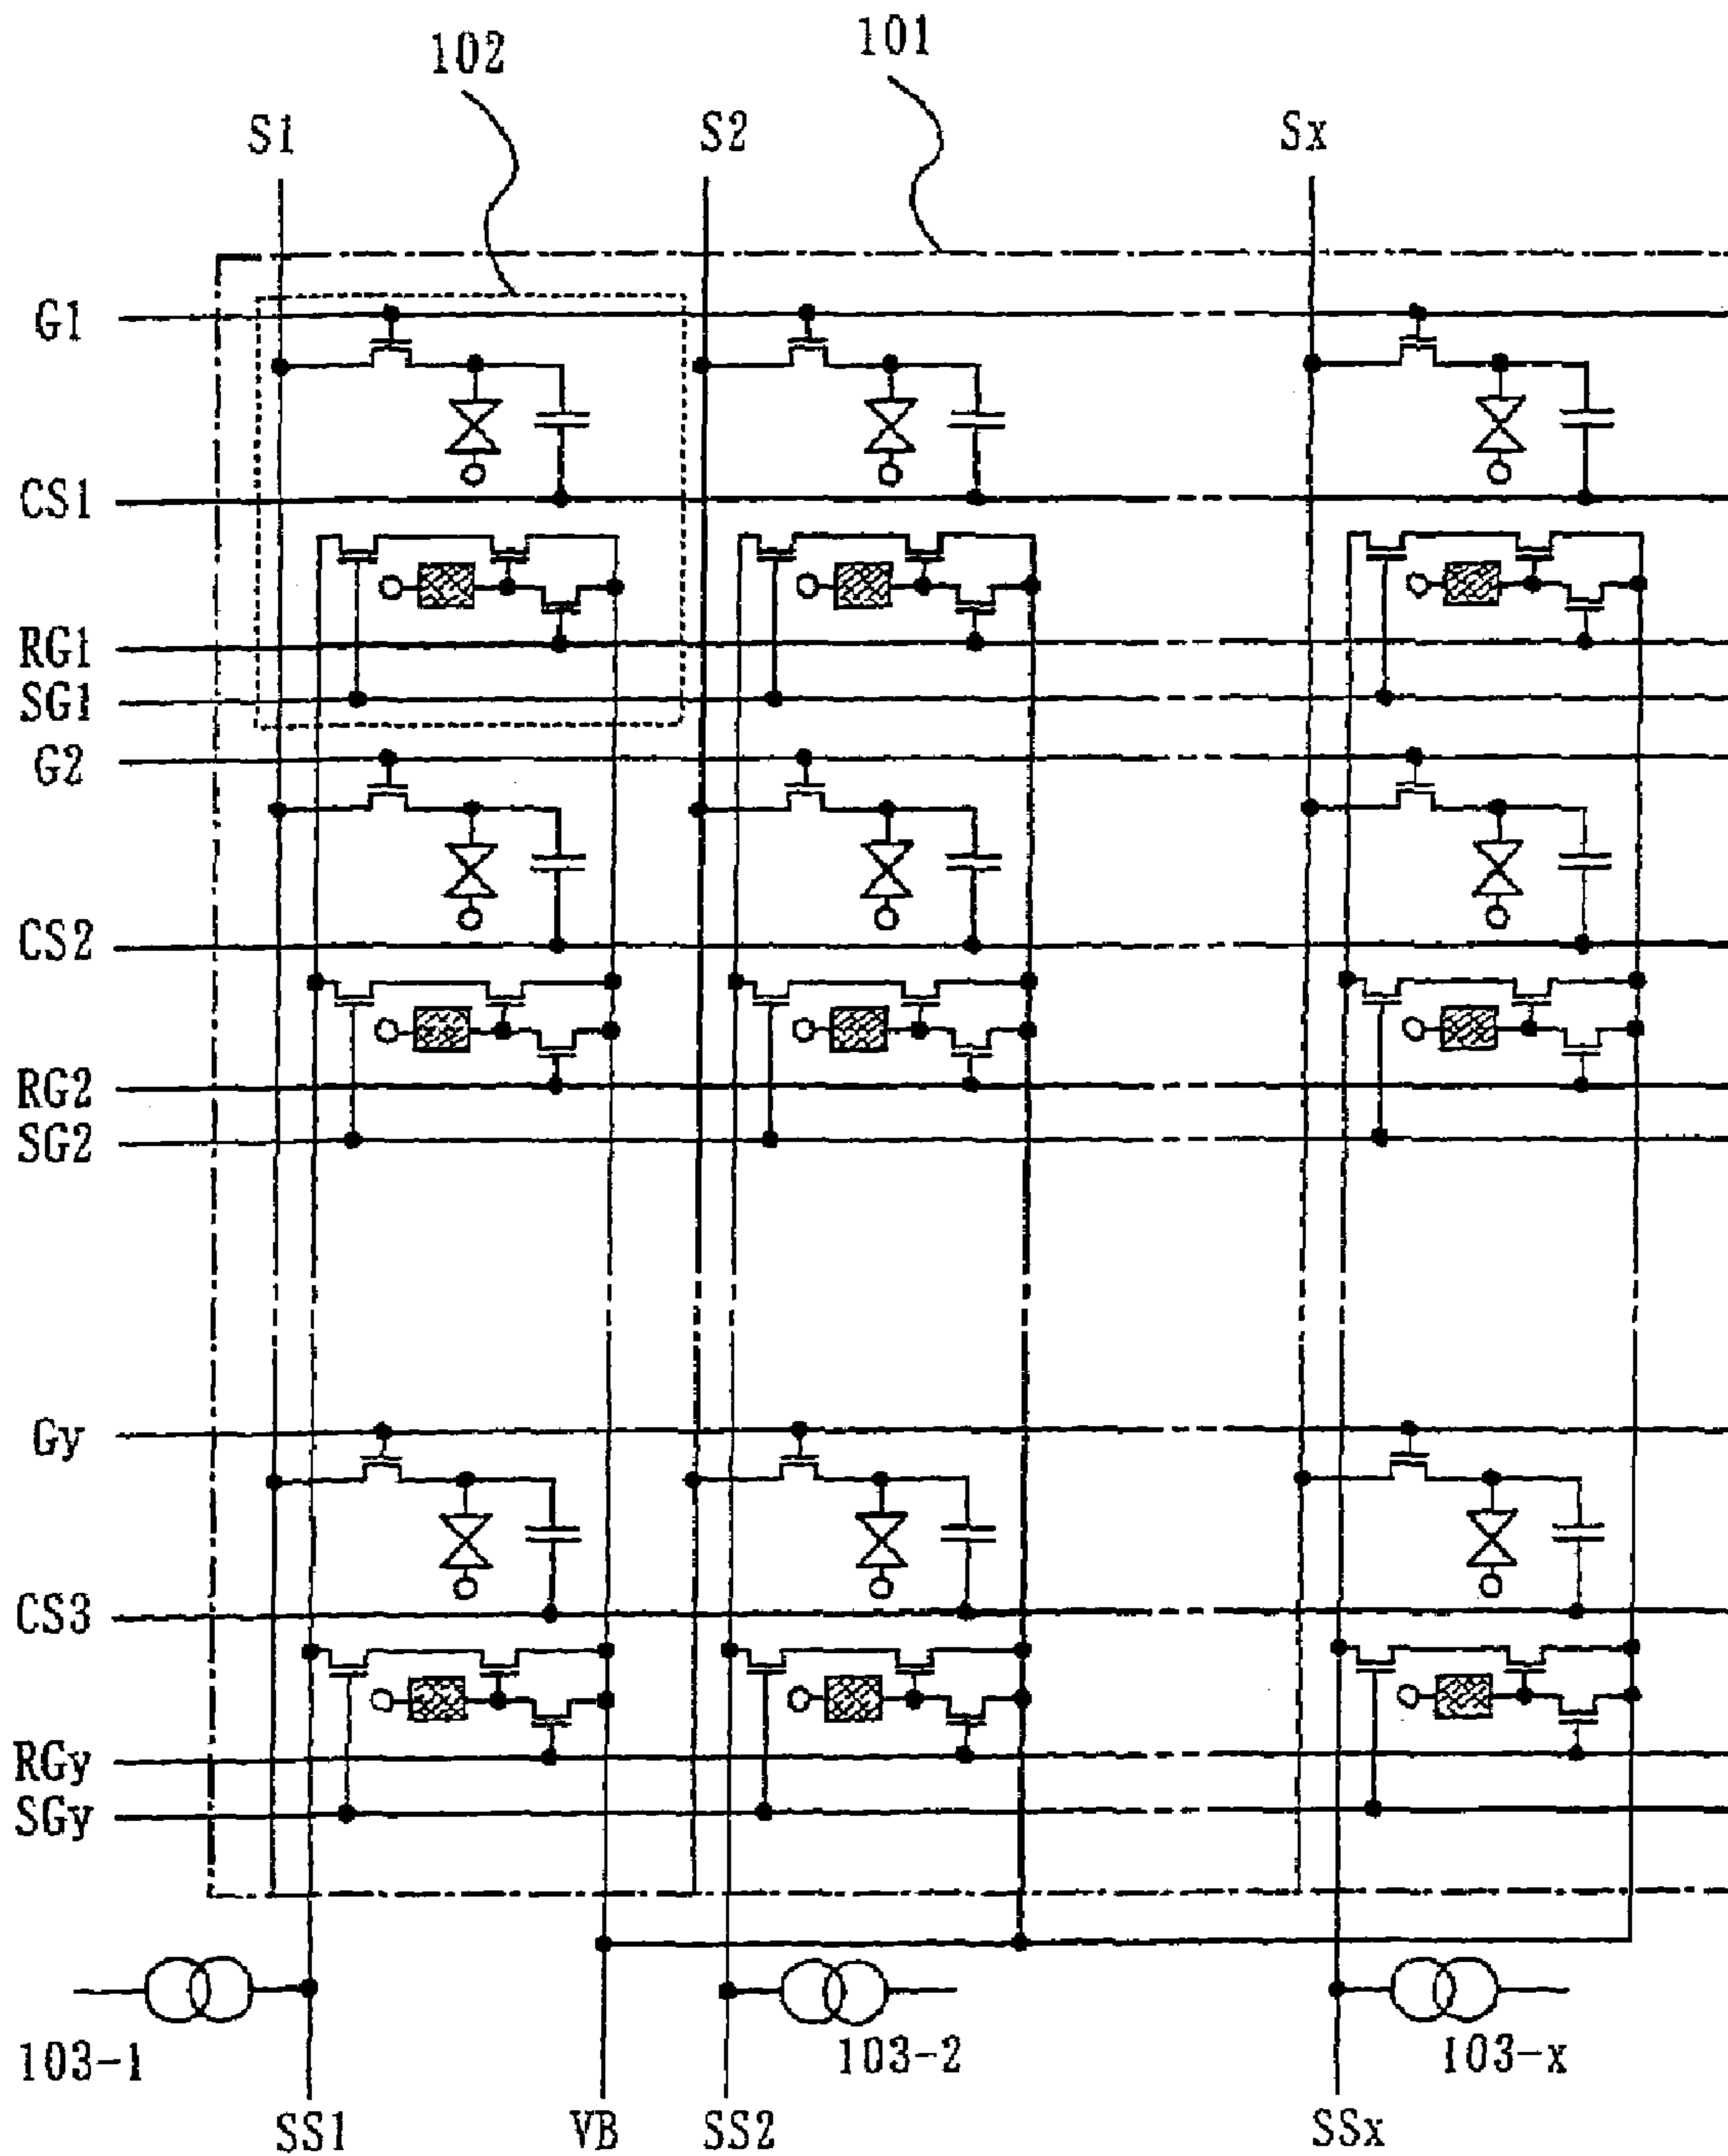 102
101
S1
S2
Sx
G1
CS1
RG1
SG1
G2
CS2
RG2
SG2
Gy
CS3
RGy
SGy
103-1
103-2
103-x
SS1
VB
SS2
SSx